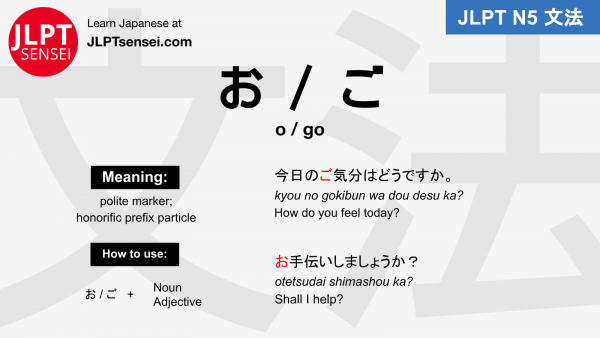 JLPT
SENSEI
Learn Japanese at
JLPTsensei.com
JLPT N5 文法
文法
お / ご
o / go
Meaning:
polite marker;
honorific prefix particle
How to use:
お / ご + Noun
Adjective
今日のご気分はどうですか。
kyou no gokibun wa dou desu ka?
How do you feel today?
お手伝いしましょうか？
otetsudai shimashou ka?
Shall I help?